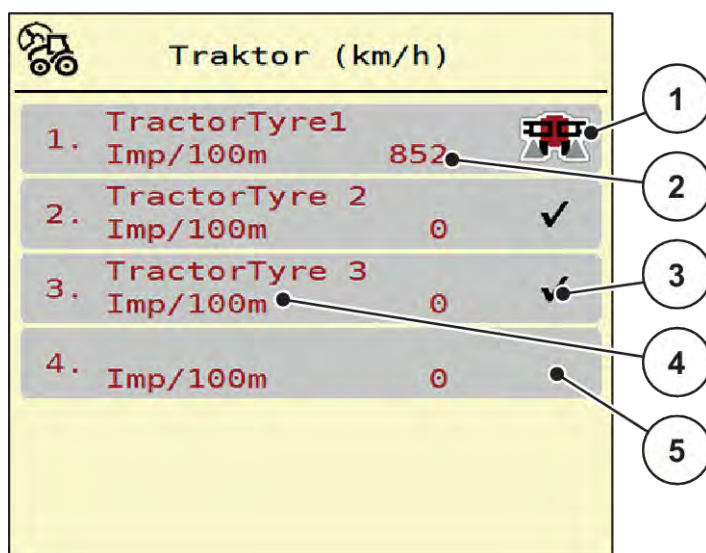 Traktor (km/h)
1. TractorTyre1
Imp/100m 852
2. TractorTyre 2
Imp/100m 0
3. TractorTyre 3
Imp/100m 0
4.
Imp/100m 0
1
2
3
4
5